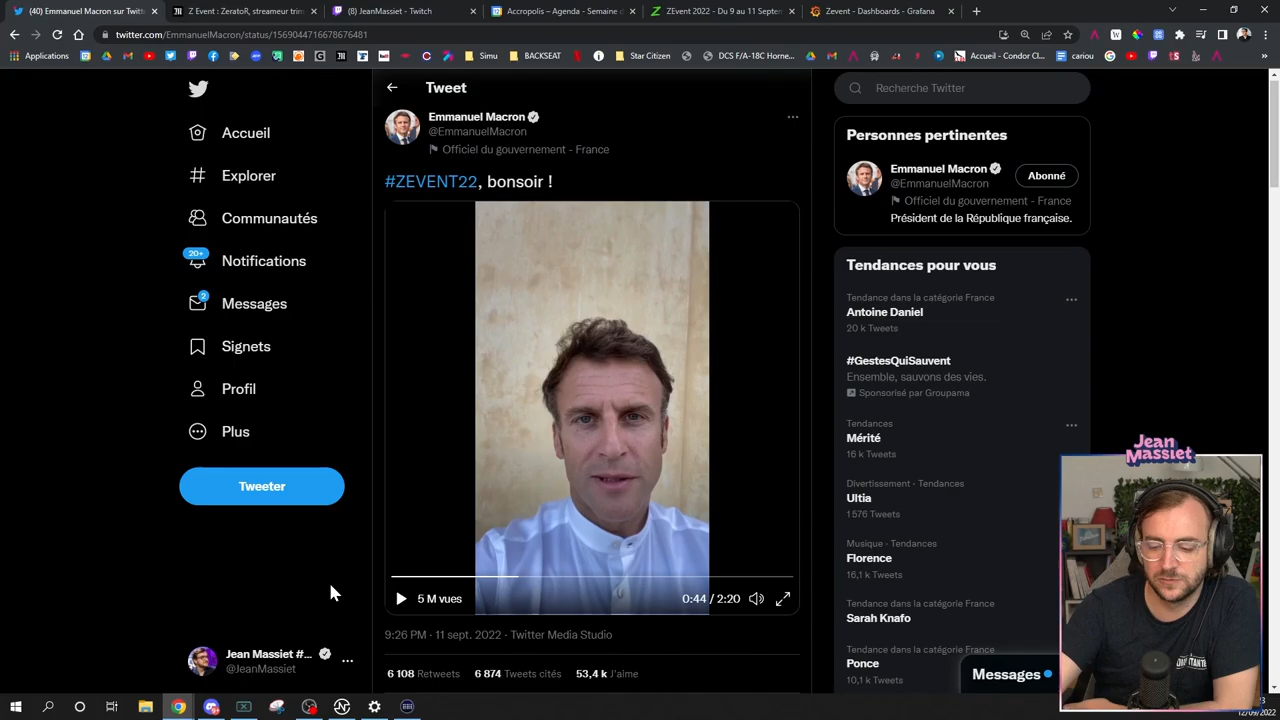 (4) Emmanuel Macron sur Twitt
Z Event : ZeratoR, streameur trim
(8) JeanMassiet - Twitch
Accropolis – Agenda - Semaine d
ZEvent 2022 - Du 9 au 11 Septen
Zevent - Dashboards - Grafana
twitter.com/EmmanuelMacron/status/1569044716678676481
Applications
Simu
BACKSEAT
Star Citizen
DCS F/A-18C Horne...
Accueil - Condor Cl...
cariou
Accueil
Explorer
Communautés
20+
Notifications
2
Messages
Signets
Profil
Plus
Tweeter
Jean Massiet #...
@JeanMassiet
Tweet
Emmanuel Macron
@EmmanuelMacron
Officiel du gouvernement - France
#ZEVENT22, bonsoir !
5 M vues
0:44 / 2:20
9:26 PM · 11 sept. 2022 · Twitter Media Studio
6 108 Retweets 6 874 Tweets cités 53,4 k J'aime
Recherche Twitter
Personnes pertinentes
Emmanuel Macron
@EmmanuelMacron
Abonné
Officiel du gouvernement - France
Président de la République française.
Tendances pour vous
Tendance dans la catégorie France
Antoine Daniel
20 k Tweets
#GestesQuiSauvent
Ensemble, sauvons des vies.
Sponsorisé par Groupama
Tendances
Mérité
16 k Tweets
Divertissement · Tendances
Ultia
1 576 Tweets
Musique · Tendances
Florence
16,1 k Tweets
Tendance dans la catégorie France
Sarah Knafo
Tendance dans la catégorie France
Ponce
10,1 k Tweets
Messages
Jean
Massiet
12/09/2022